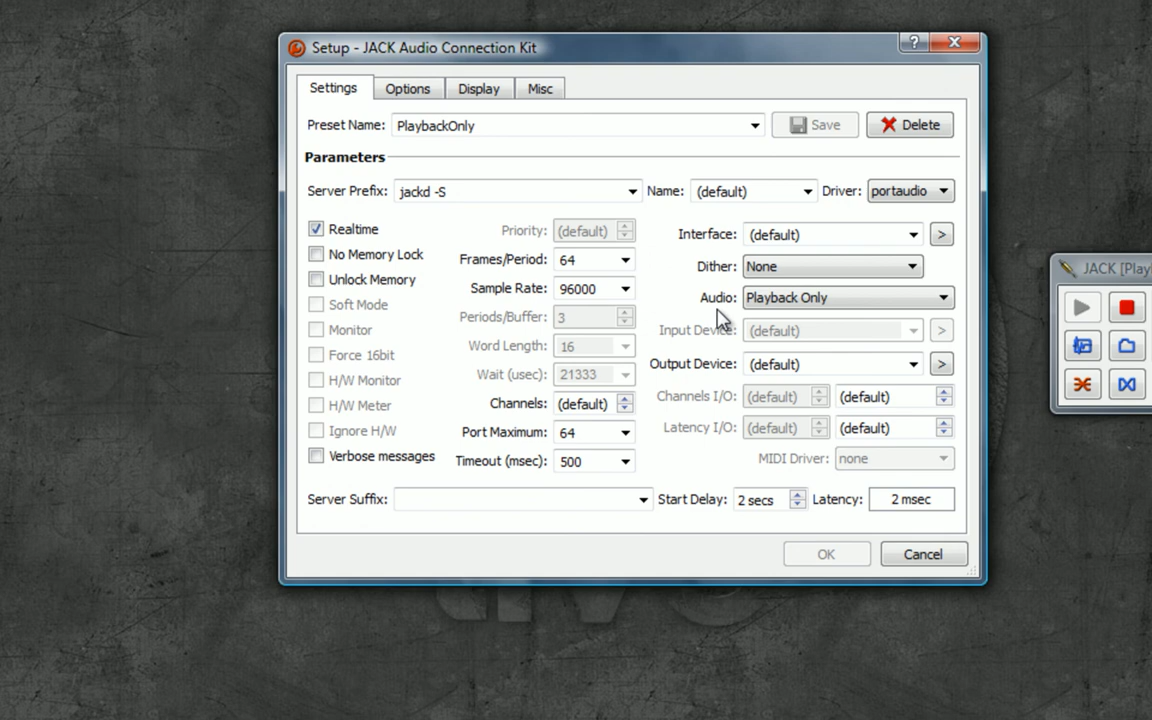 Setup - JACK Audio Connection Kit
?
Settings Options Display Misc
Preset Name: PlaybackOnly Save Delete
Parameters
Server Prefix: jackd -S Name: (default) Driver: portaudio
Realtime Priority: (default) Interface: (default) >
No Memory Lock Frames/Period: 64 Dither: None
Unlock Memory Sample Rate: 96000 Audio: Playback Only
Soft Mode Periods/Buffer: 3 Input Device: (default) >
Monitor Word Length: 16 Output Device: (default) >
Force 16bit Wait (usec): 21333 Channels I/O: (default) (default)
H/W Monitor Channels: (default) Latency I/O: (default) (default)
H/W Meter Port Maximum: 64 MIDI Driver: none
Ignore H/W Timeout (msec): 500
Verbose messages
Server Suffix: Start Delay: 2 secs Latency: 2 msec
OK Cancel
JACK [Play